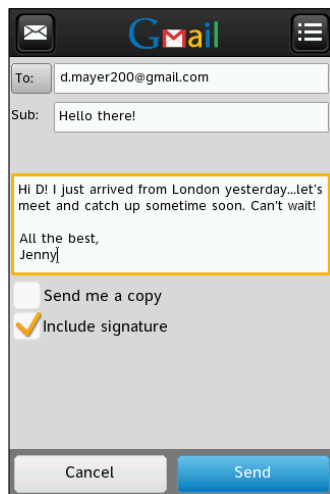 Gmail
To: d.mayer200@gmail.com
Sub: Hello there!
Hi D! I just arrived from London yesterday...let's
meet and catch up sometime soon. Can't wait!
All the best,
Jenny
Send me a copy
Include signature
Cancel Send